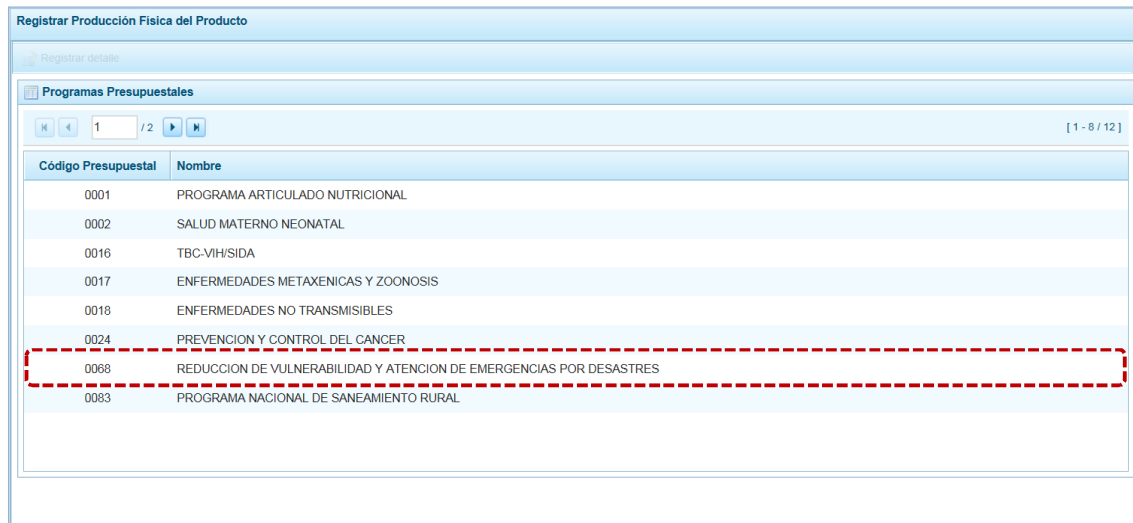 Registrar Producción Física del Producto
Registrar detalle
Programas Presupuestales
1 / 2 [ 1 - 8 / 12 ]
Código Presupuestal Nombre
0001 PROGRAMA ARTICULADO NUTRICIONAL
0002 SALUD MATERNO NEONATAL
0016 TBC-VIH/SIDA
0017 ENFERMEDADES METAXENICAS Y ZOONOSIS
0018 ENFERMEDADES NO TRANSMISIBLES
0024 PREVENCION Y CONTROL DEL CANCER
0068 REDUCCION DE VULNERABILIDAD Y ATENCION DE EMERGENCIAS POR DESASTRES
0083 PROGRAMA NACIONAL DE SANEAMIENTO RURAL